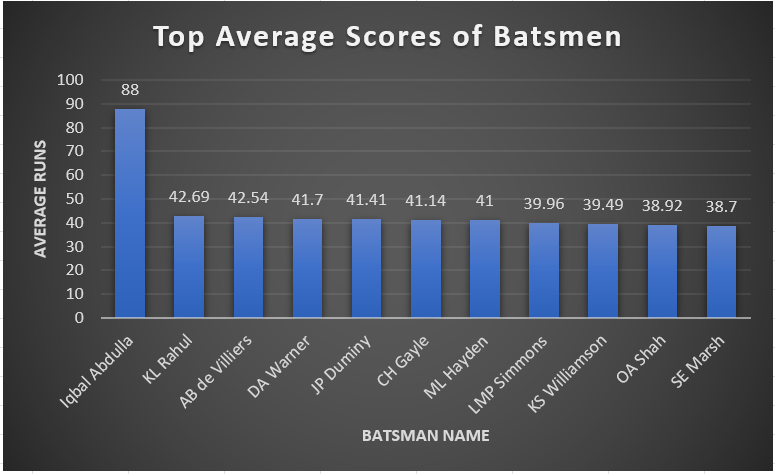 Top Average Scores of Batsmen
AVERAGE RUNS
100
90
80
70
60
50
40
30
20
10
0
88
42.69
42.54
41.7
41.41
41.14
41
39.96
39.49
38.92
38.7
Iqbal Abdulla
KL Rahul
AB de Villiers
DA Warner
JP Duminy
CH Gayle
ML Hayden
LMP Simmons
KS Williamson
OA Shah
SE Marsh
BATSMAN NAME